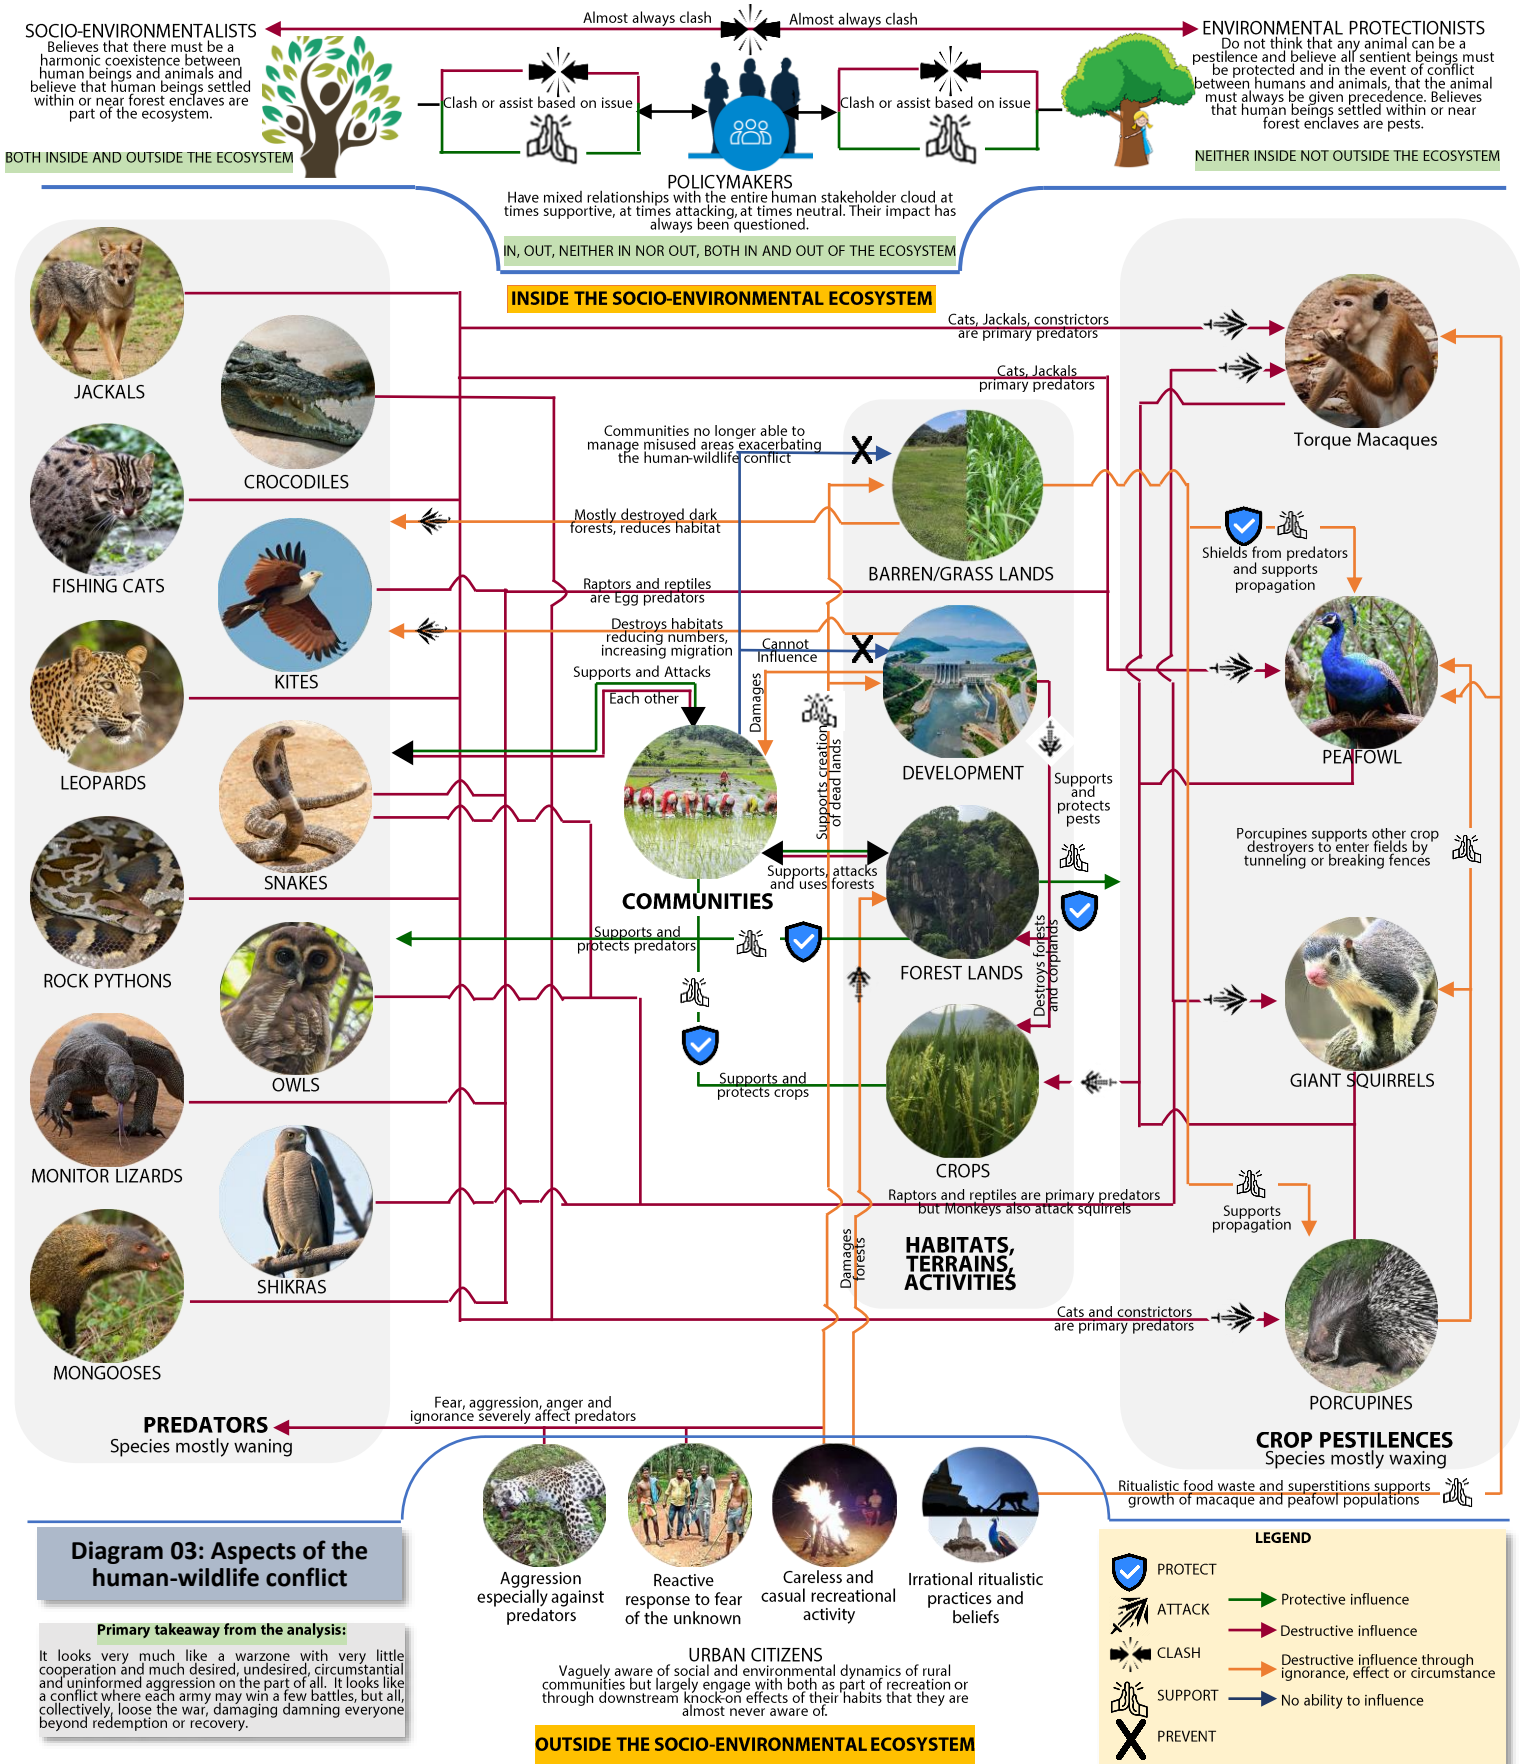 Almost always clash
Almost always clash
SOCIO-ENVIRONMENTALISTS
Believes that there must be a
harmonic coexistence between
human beings and animals and
believe that human beings settled
within or near forest enclaves are
part of the ecosystem.
BOTH INSIDE AND OUTSIDE THE ECOSYSTEM
Clash or assist based on issue
Clash or assist based on issue
ENVIRONMENTAL PROTECTIONISTS
Do not think that any animal can be a
pestilence and believe all sentient beings must
be protected and in the event of conflict
between humans and animals, that the animal
must always be given precedence. Believes
that human beings settled within or near
forest enclaves are pests.
NEITHER INSIDE NOT OUTSIDE THE ECOSYSTEM
POLICYMAKERS
Have mixed relationships with the entire human stakeholder cloud at
times supportive, at times attacking, at times neutral. Their impact has
always been questioned.
IN, OUT, NEITHER IN NOR OUT, BOTH IN AND OUT OF THE ECOSYSTEM
INSIDE THE SOCIO-ENVIRONMENTAL ECOSYSTEM
JACKALS
CROCODILES
FISHING CATS
KITES
LEOPARDS
SNAKES
ROCK PYTHONS
OWLS
MONITOR LIZARDS
SHIKRAS
MONGOOSES
PREDATORS
Species mostly waning
Cats, Jackals, constrictors
are primary predators
Cats, Jackals
primary predators
Communities no longer able to
manage misused areas exacerbating
the human-wildlife conflict
Mostly destroyed dark
forests, reduces habitat
Raptors and reptiles
are Egg predators
Destroys habitats
reducing numbers,
increasing migration
Cannot
Influence
Supports and Attacks
Each other
Damages
Supports creation
of dead lands
COMMUNITIES
Supports, attacks
and uses forests
Supports and
protects predators
Supports and
protects crops
BARREN/GRASS LANDS
DEVELOPMENT
Supports
and
protects
pests
FOREST LANDS
Destroys forests
and corplands
CROPS
Raptors and reptiles are primary predators
but Monkeys also attack squirrels
Damages
forests
HABITATS,
TERRAINS,
ACTIVITIES
Cats and constrictors
are primary predators
Torque Macaques
Shields from predators
and supports
propagation
PEAFOWL
Porcupines supports other crop
destroyers to enter fields by
tunneling or breaking fences
GIANT SQUIRRELS
Supports
propagation
PORCUPINES
CROP PESTILENCES
Species mostly waxing
Fear, aggression, anger and
ignorance severely affect predators
Ritualistic food waste and superstitions supports
growth of macaque and peafowl populations
Aggression
especially against
predators
Reactive
response to fear
of the unknown
Careless and
casual recreational
activity
Irrational ritualistic
practices and
beliefs
URBAN CITIZENS
Vaguely aware of social and environmental dynamics of rural
communities but largely engage with both as part of recreation or
through downstream knock-on effects of their habits that they are
almost never aware of.
OUTSIDE THE SOCIO-ENVIRONMENTAL ECOSYSTEM
Diagram 03: Aspects of the
human-wildlife conflict
Primary takeaway from the analysis:
It looks very much like a warzone with very little
cooperation and much desired, undesired, circumstantial
and uninformed aggression on the part of all. It looks like
a conflict where each army may win a few battles, but all,
collectively, loose the war, damaging damning everyone
beyond redemption or recovery.
LEGEND
PROTECT
ATTACK
CLASH
SUPPORT
PREVENT
Protective influence
Destructive influence
Destructive influence through
ignorance, effect or circumstance
No ability to influence